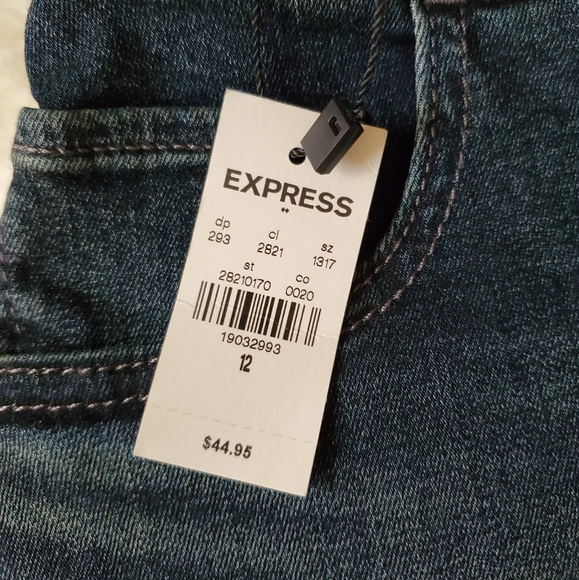 EXPRESS
dp cl sz
293 2821 1317
st co
28210170 0020
19032993
12
$44.95